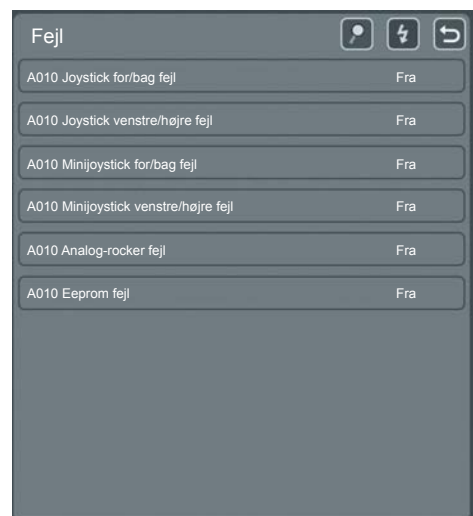 Fejl
A010 Joystick for/bag fejl Fra
A010 Joystick venstre/højre fejl Fra
A010 Minijoystick for/bag fejl Fra
A010 Minijoystick venstre/højre fejl Fra
A010 Analog-rocker fejl Fra
A010 Eeprom fejl Fra